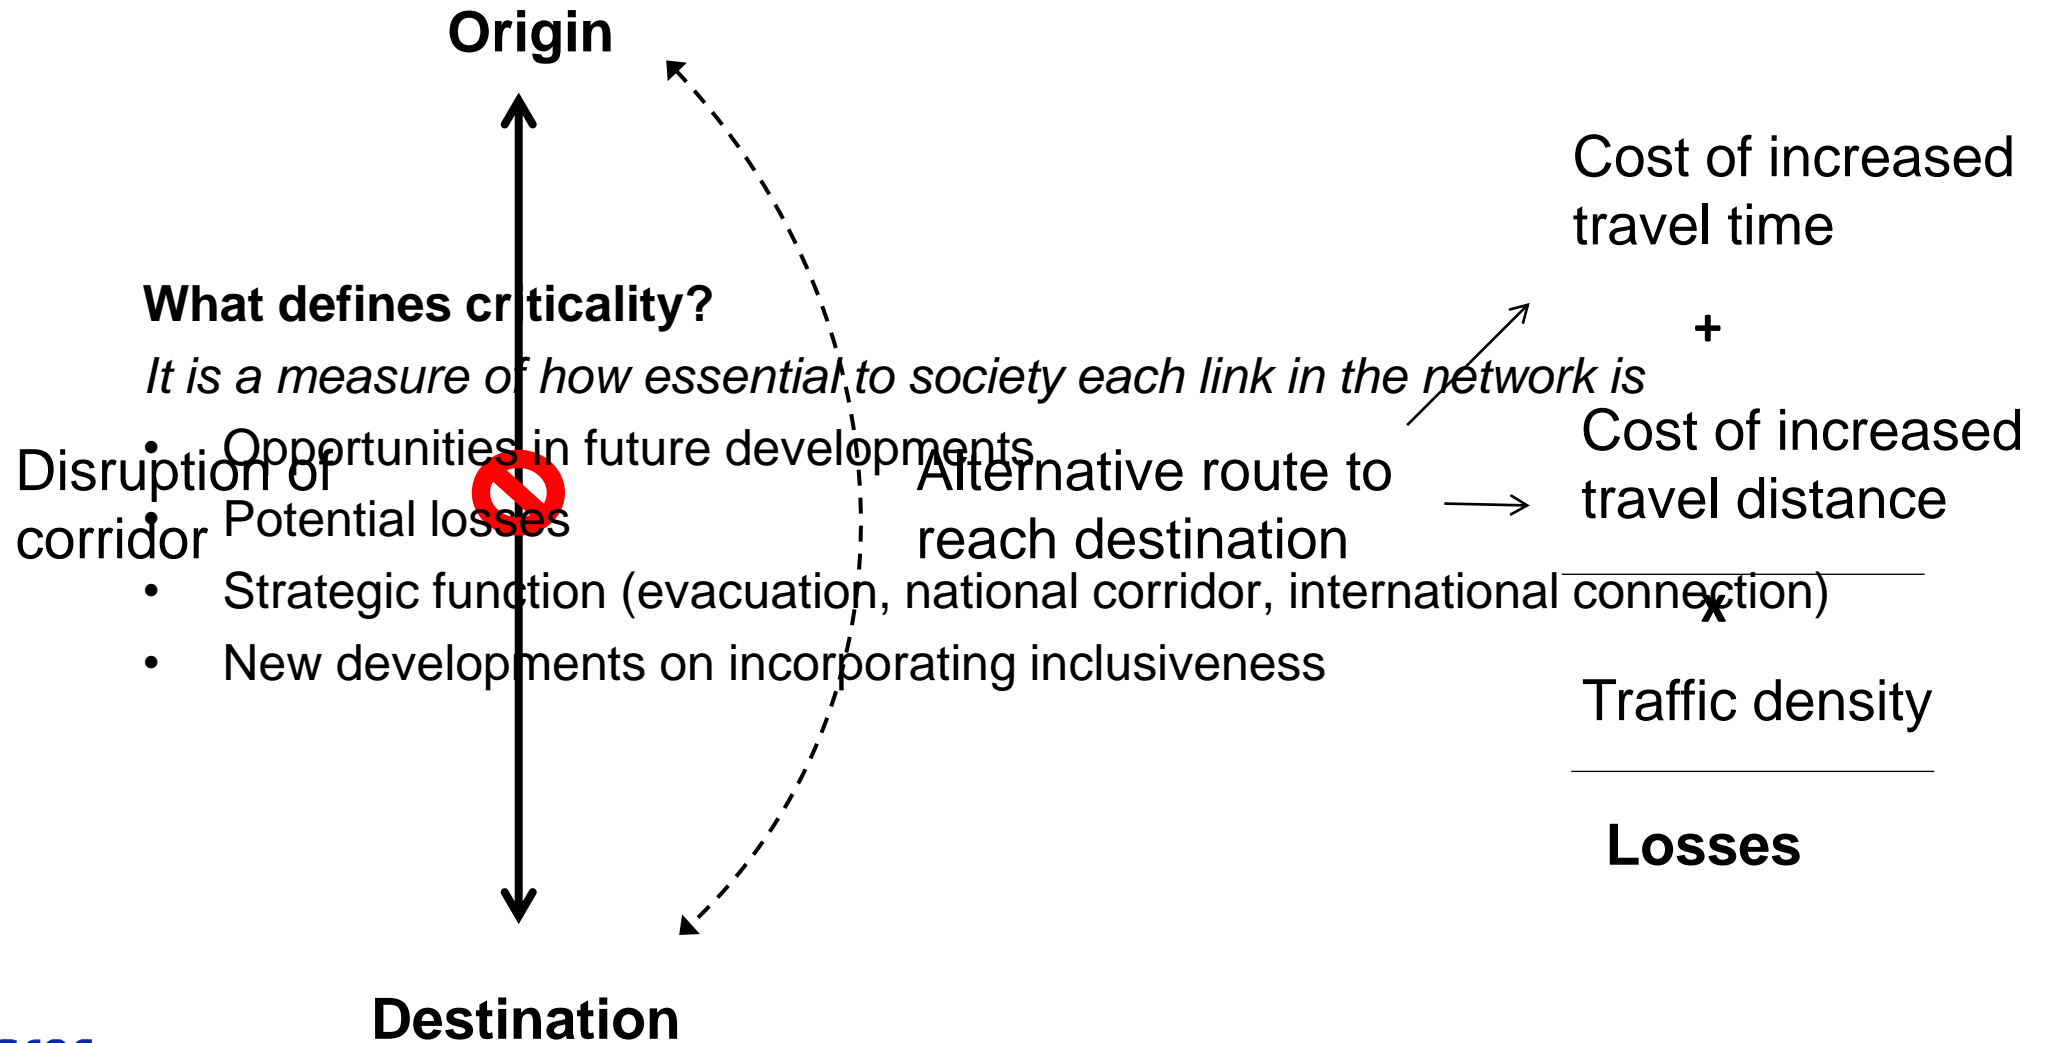 Origin
Cost of increased
travel time
+
What defines criticality?
It is a measure of how essential to society each link in the network is
• Opportunities in future developments
• Potential losses
• Strategic function (evacuation, national corridor, international connection)
• New developments on incorporating inclusiveness
Disruption of
corridor
Alternative route to
reach destination
Cost of increased
travel distance
x
Traffic density
Losses
Destination